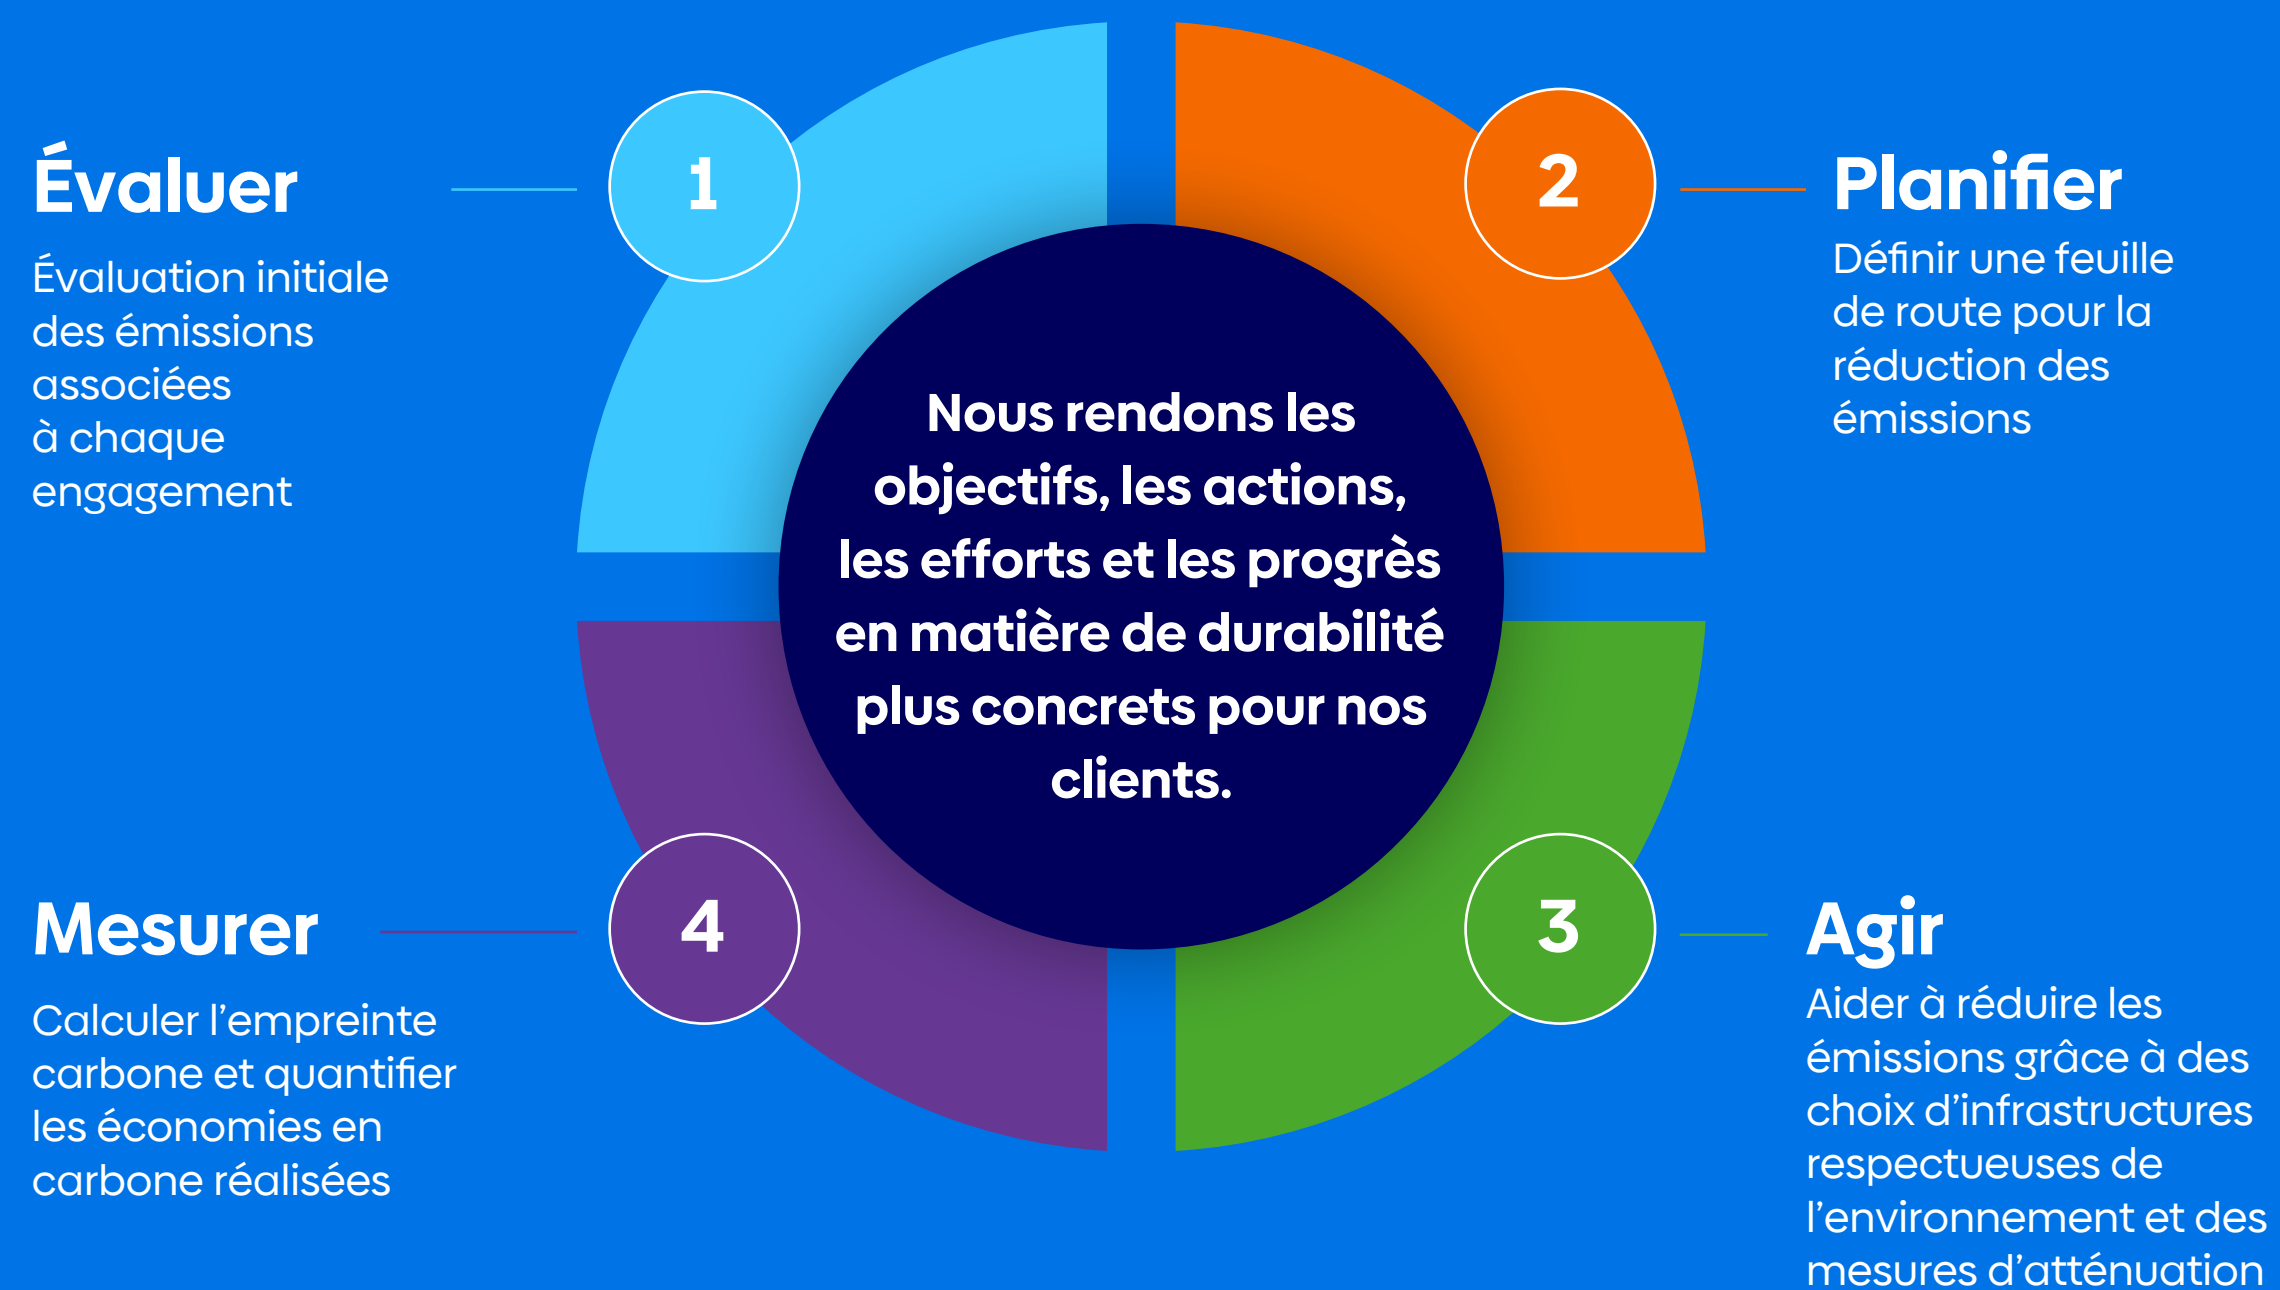 Évaluer
Évaluation initiale
des émissions
associées
à chaque
engagement
1
2
Planifier
Définir une feuille
de route pour la
réduction des
émissions
Nous rendons les
objectifs, les actions,
les efforts et les progrès
en matière de durabilité
plus concrets pour nos
clients.
Mesurer
Calculer l’empreinte
carbone et quantifier
les économies en
carbone réalisées
4
3
Agir
Aider à réduire les
émissions grâce à des
choix d’infrastructures
respectueuses de
l’environnement et des
mesures d’atténuation